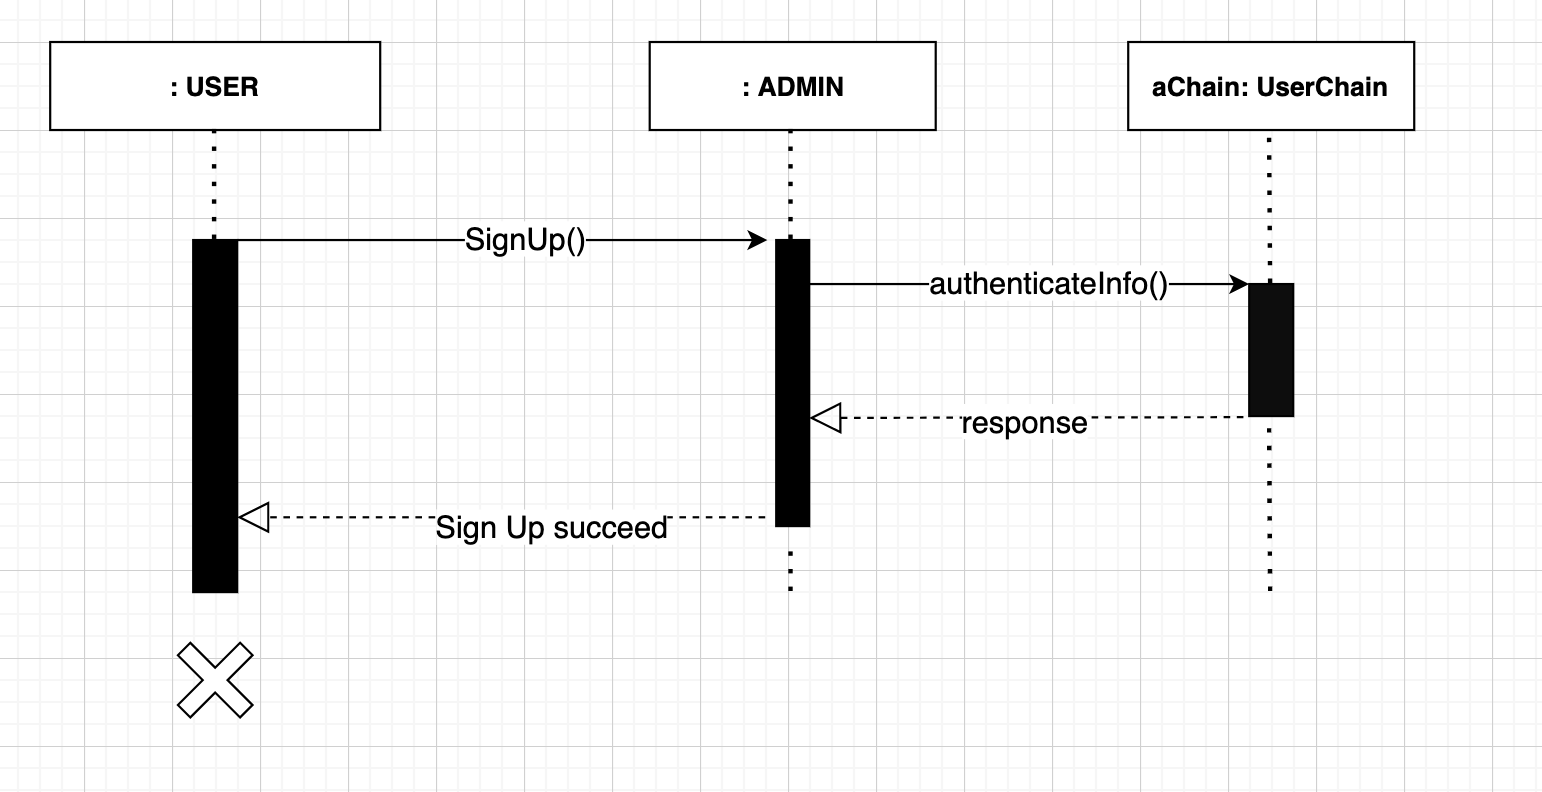 : USER
: ADMIN
aChain: UserChain
SignUp()
authenticateInfo()
response
Sign Up succeed